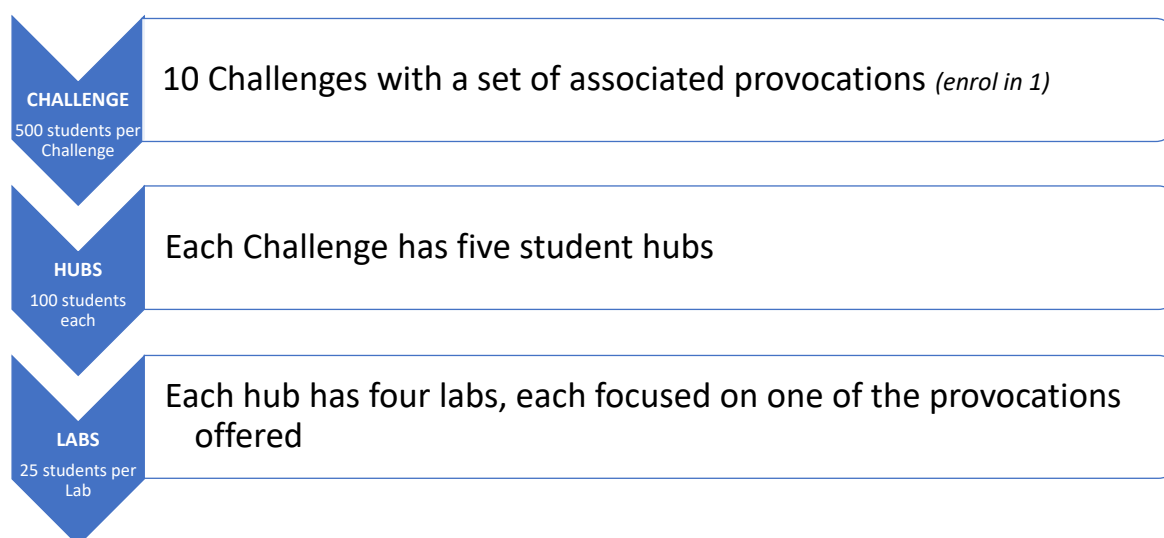 CHALLENGE
500 students per
Challenge
10 Challenges with a set of associated provocations (enrol in 1)
HUBS
100 students
each
Each Challenge has five student hubs
LABS
25 students per
Lab
Each hub has four labs, each focused on one of the provocations
offered